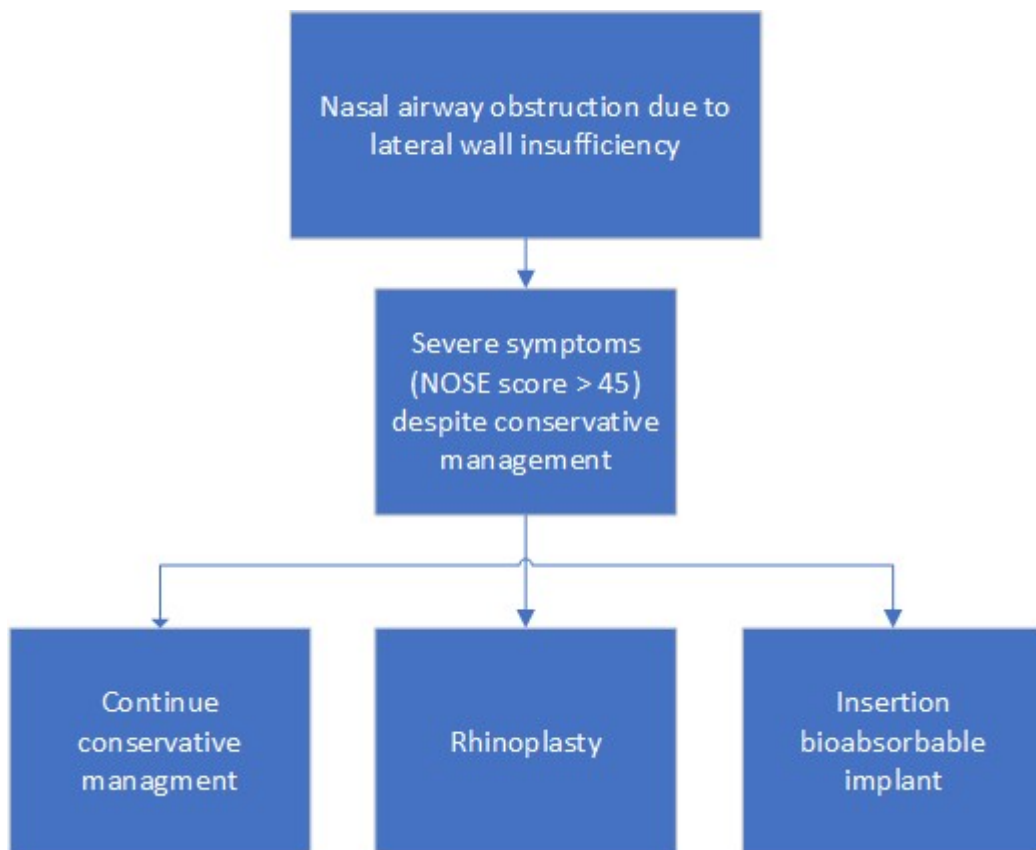 Nasal airway obstruction due to
lateral wall insufficiency
Severe symptoms
(NOSE score > 45)
despite conservative
management
Continue
conservative
managment
Rhinoplasty
Insertion
bioabsorbable
implant